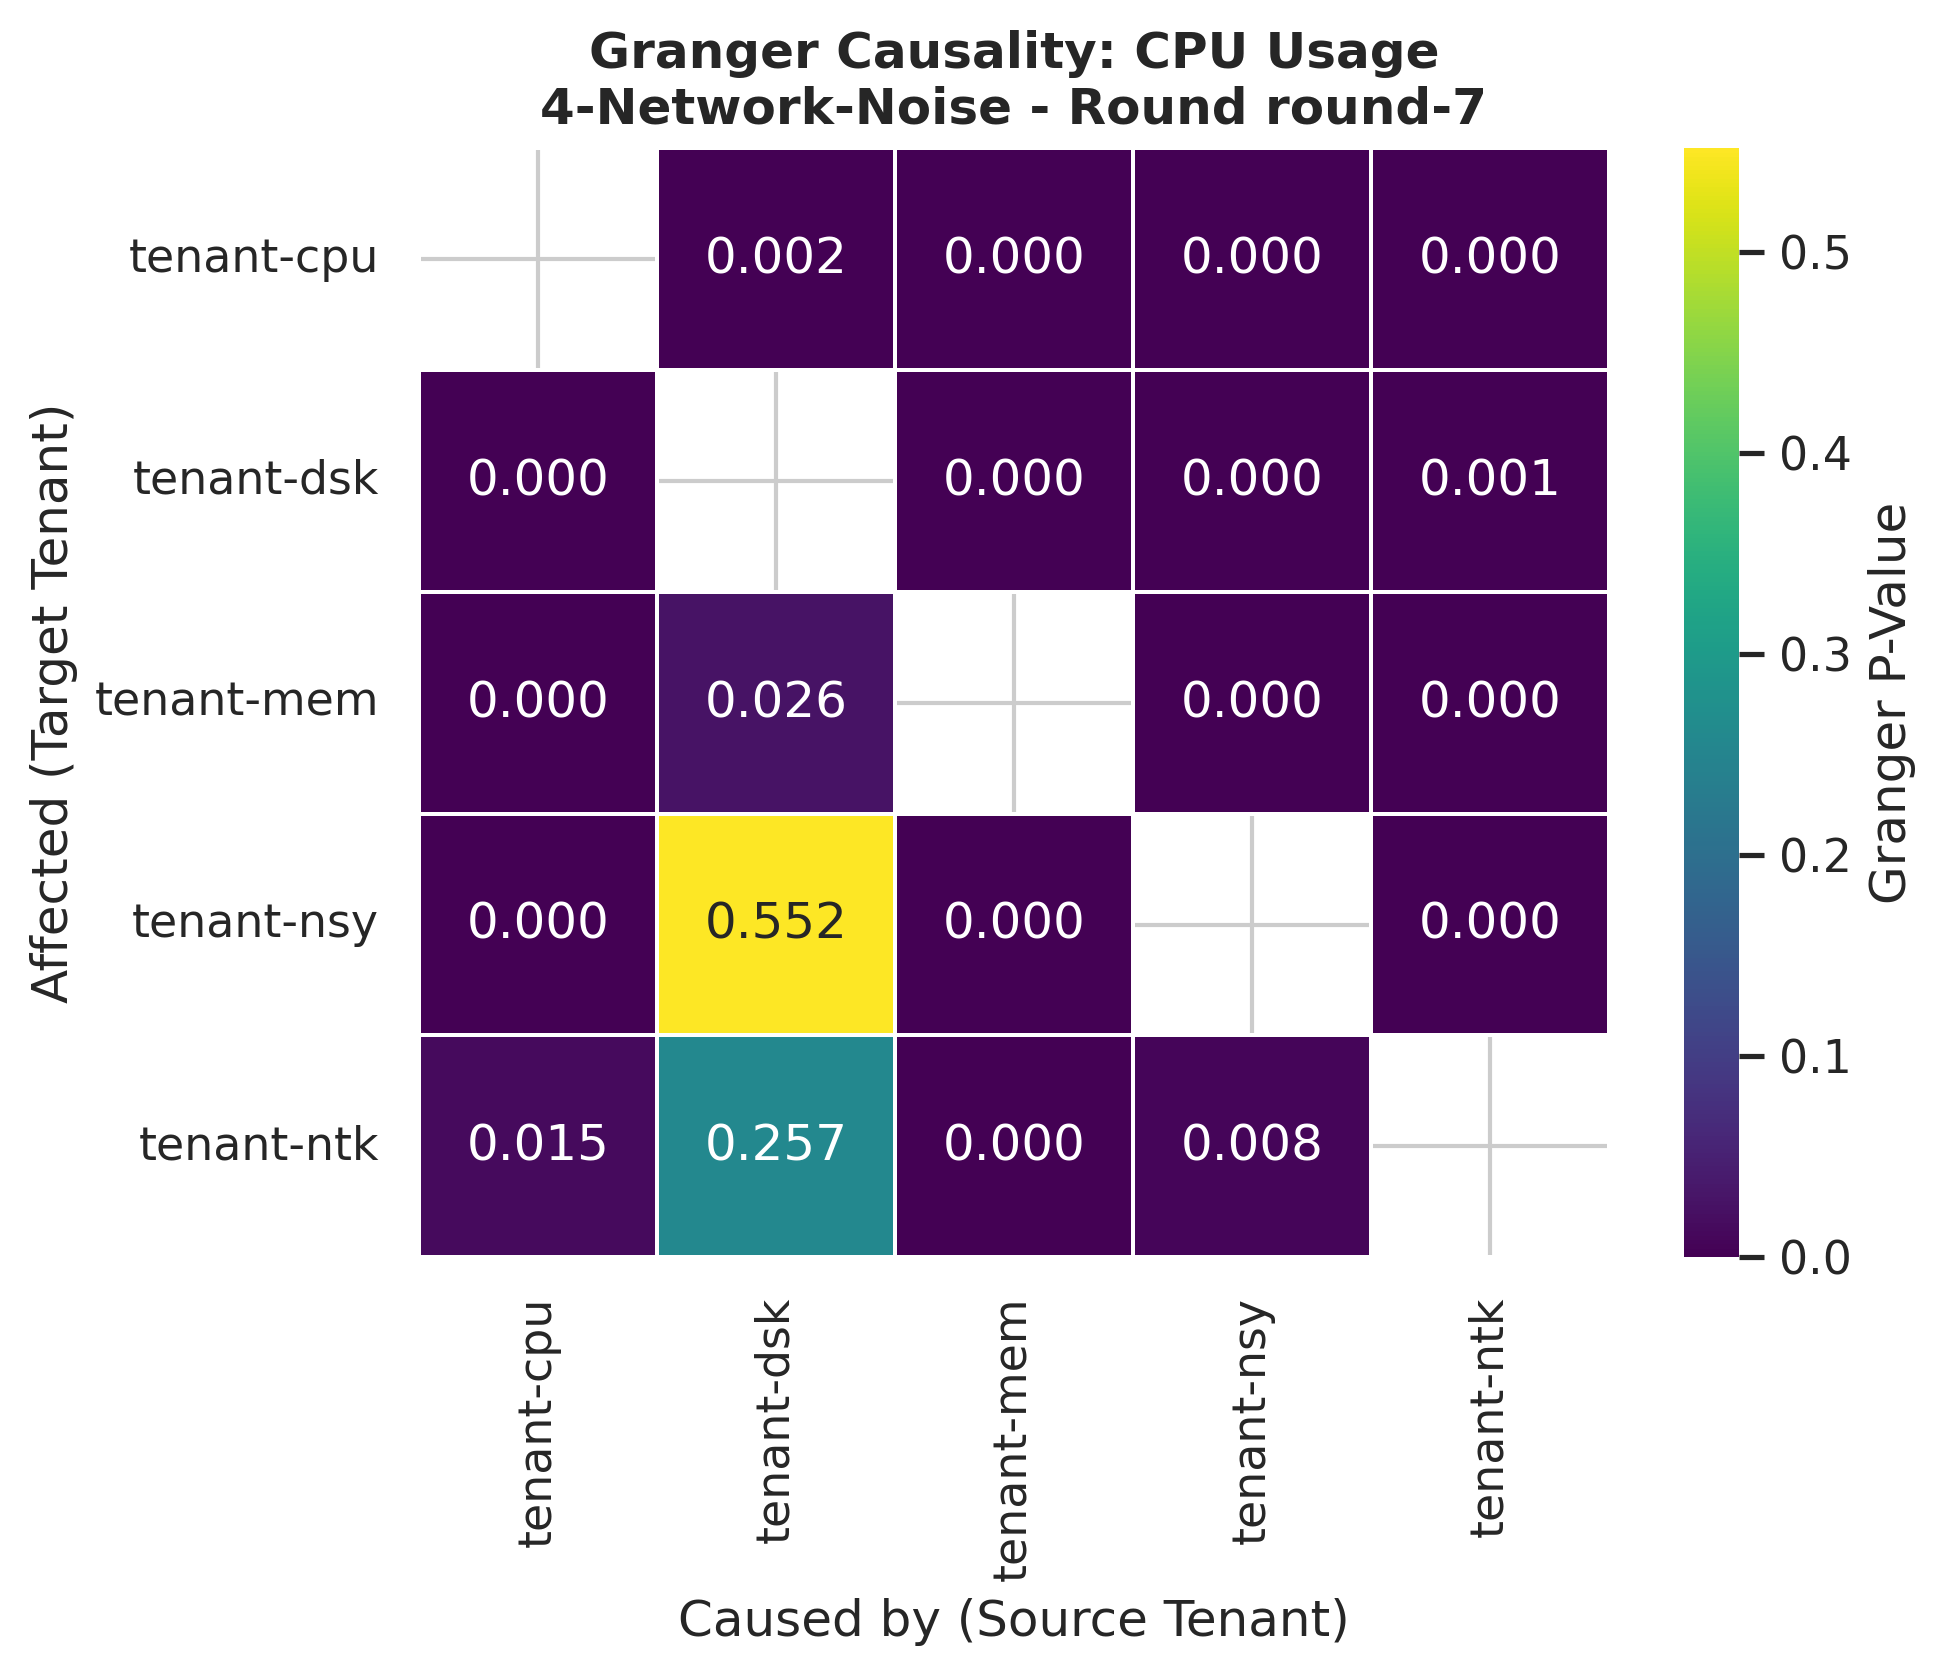 Granger Causality: CPU Usage
4-Network-Noise - Round round-7
tenant-cpu
0.002 0.000 0.000 0.000
tenant-dsk
0.000 0.000 0.000 0.001
tenant-mem
0.000 0.026 0.000 0.000
tenant-nsy
0.000 0.552 0.000 0.000
tenant-ntk
0.015 0.257 0.000 0.008
Affected (Target Tenant)
tenant-cpu
tenant-dsk
tenant-mem
tenant-nsy
tenant-ntk
Caused by (Source Tenant)
0.5
0.4
0.3
0.2
0.1
0.0
Granger P-Value